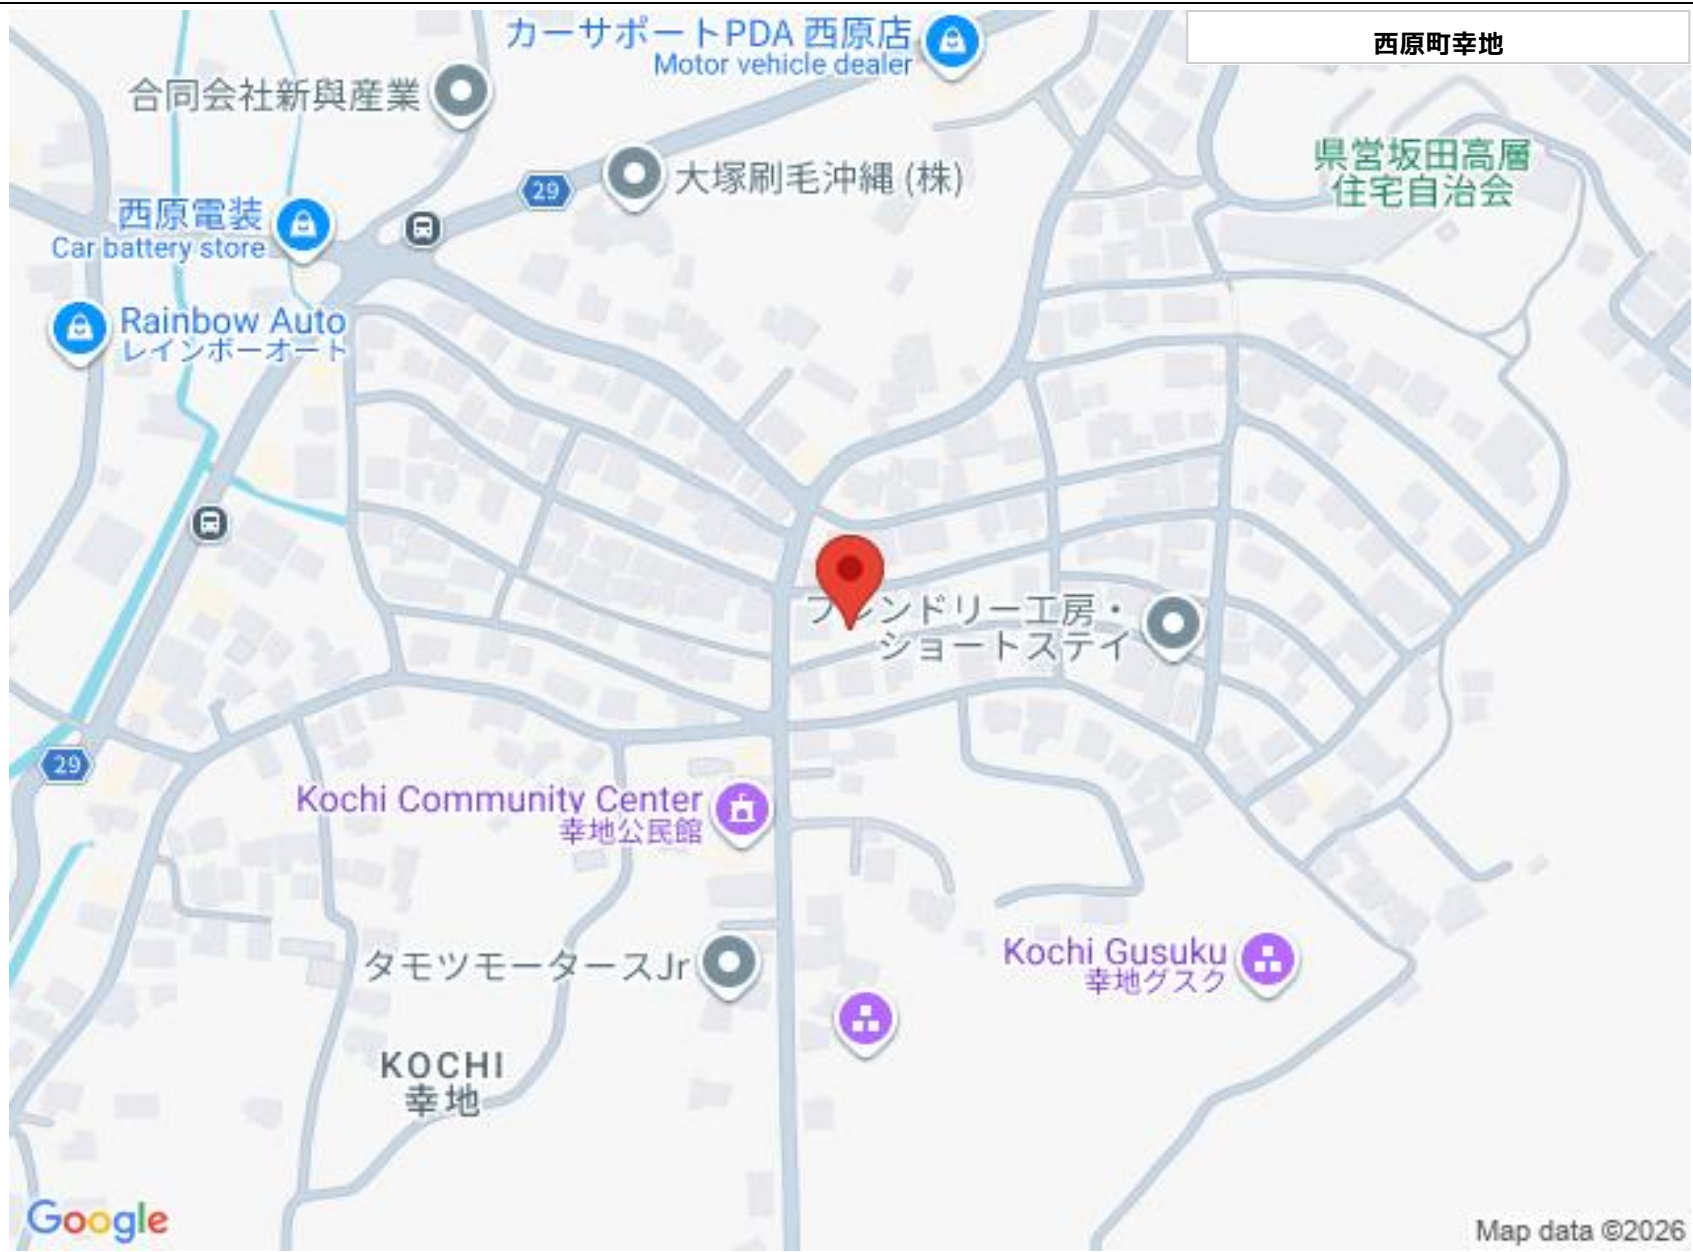 カーサポートPDA 西原店
Motor vehicle dealer
西原町幸地
合同会社新興産業
県営坂田高層
住宅自治会
29
大塚刷毛沖縄 (株)
西原電装
Car battery store
Rainbow Auto
レインボーオート
フレンドリー工房・
ショートステイ
29
Kochi Community Center
幸地公民館
タモツモータースJr
Kochi Gusuku
幸地グスク
KOCHI
幸地
Google
Map data ©2026